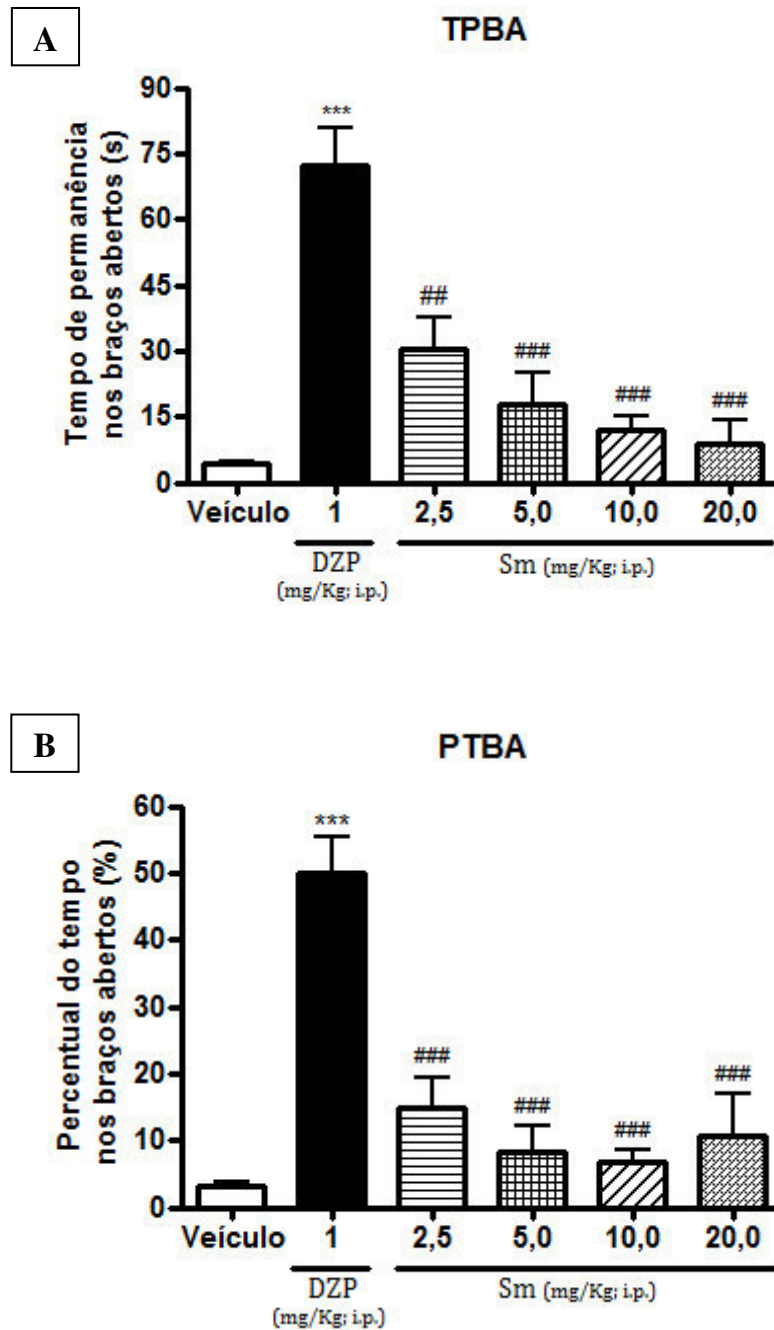 A
TPBA
Tempo de permanência
nos braços abertos (s)
90
75
60
45
30
15
0
***
##
###
###
###
Veículo 1 2,5 5,0 10,0 20,0
DZP Sm (mg/Kg; i.p.)
(mg/Kg; i.p.)
B
PTBA
Percentual do tempo
nos braços abertos (%)
60
50
40
30
20
10
0
***
###
###
###
###
Veículo 1 2,5 5,0 10,0 20,0
DZP Sm (mg/Kg; i.p.)
(mg/Kg; i.p.)